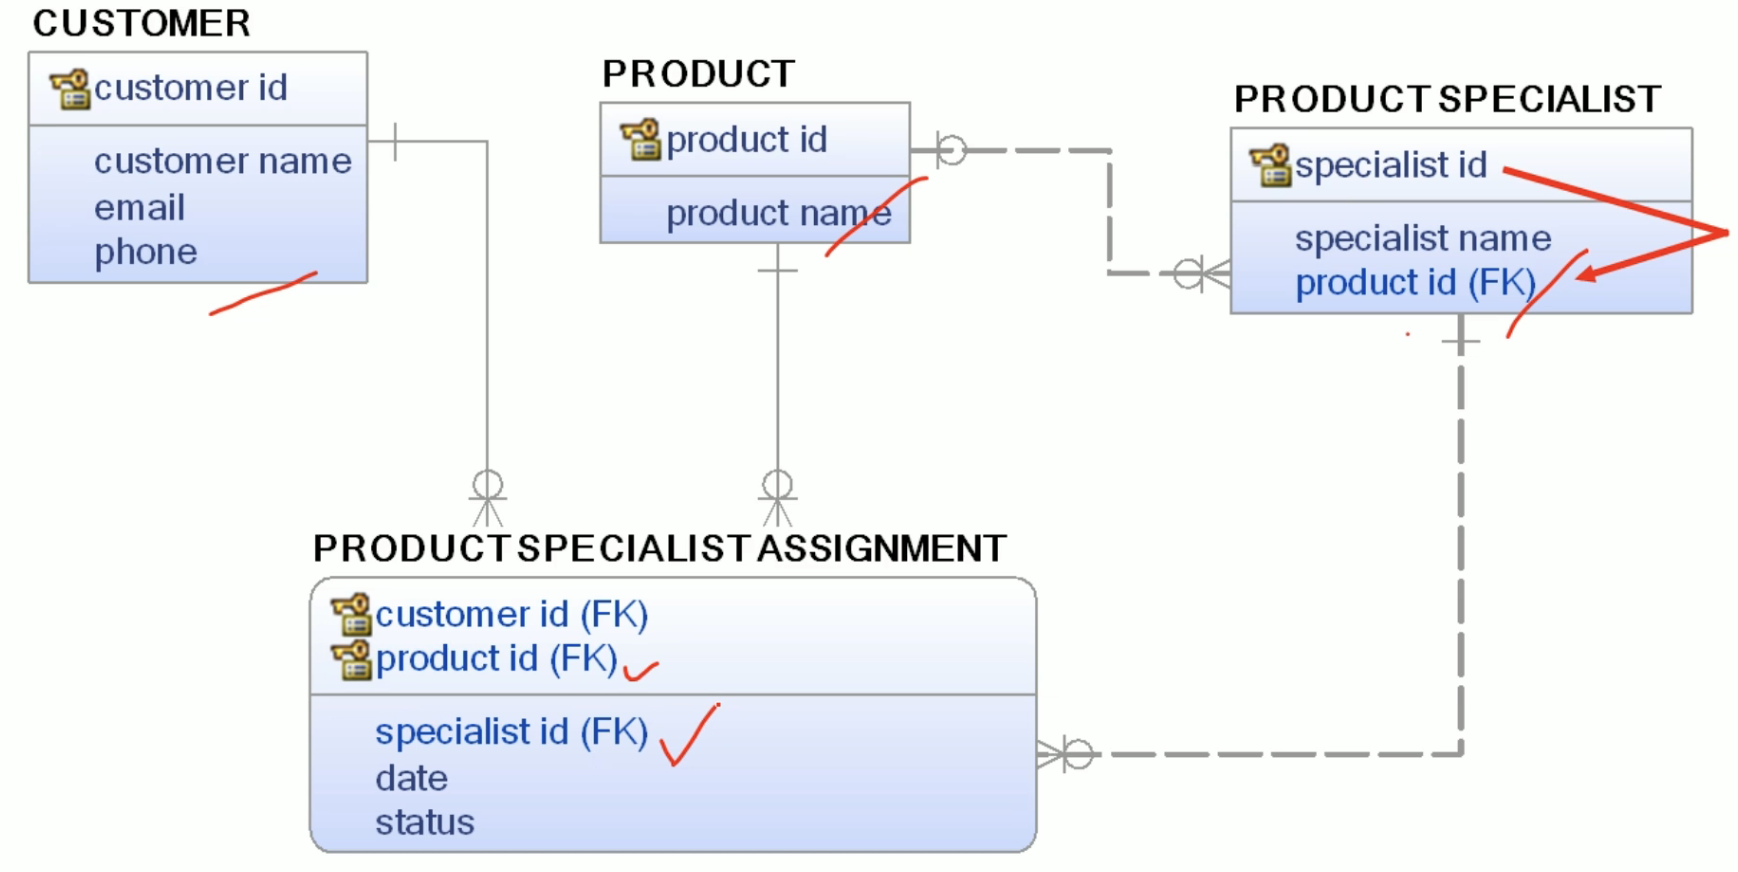 CUSTOMER
customer id
customer name
email
phone
PRODUCT
product id
product name
PRODUCT SPECIALIST
specialist id
specialist name
product id (FK)
PRODUCT SPECIALIST ASSIGNMENT
customer id (FK)
product id (FK)
specialist id (FK)
date
status